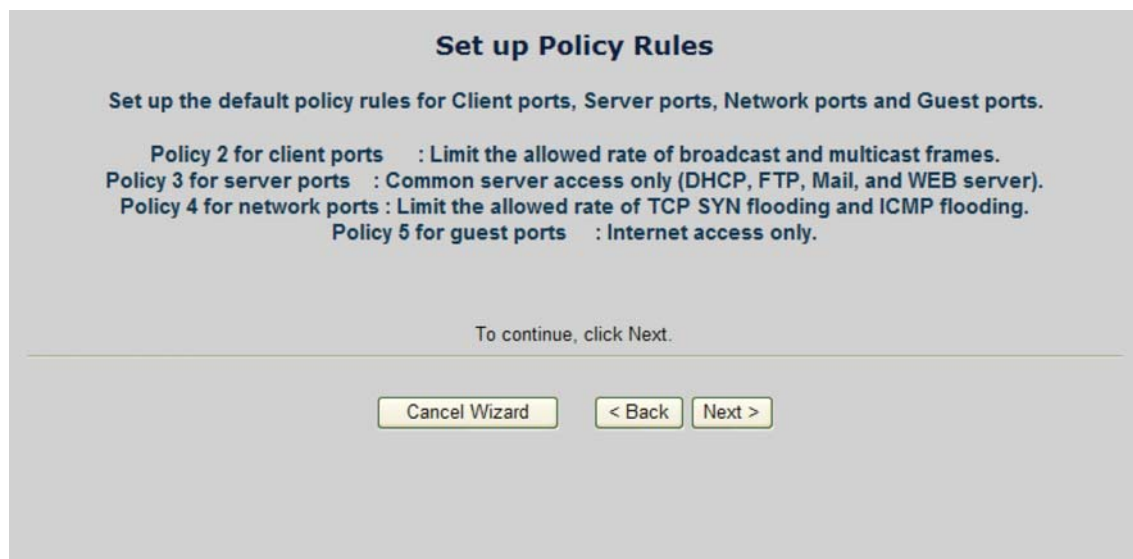 Set up Policy Rules
Set up the default policy rules for Client ports, Server ports, Network ports and Guest ports.
Policy 2 for client ports : Limit the allowed rate of broadcast and multicast frames.
Policy 3 for server ports : Common server access only (DHCP, FTP, Mail, and WEB server).
Policy 4 for network ports : Limit the allowed rate of TCP SYN flooding and ICMP flooding.
Policy 5 for guest ports : Internet access only.
To continue, click Next.
Cancel Wizard < Back Next >